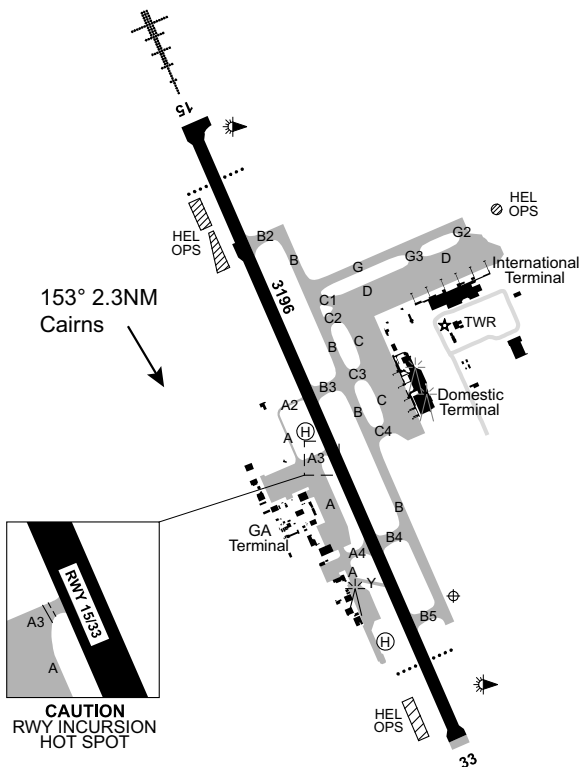 15
HEL
OPS
HEL
OPS
B2
B
G2
G3
D
G
D
International
Terminal
153° 2.3NM
Cairns
3196
C1
C2
TWR
B
C
C3
B3
A2
B
C
Domestic
Terminal
C4
H
A
A3
A
B
GA
Terminal
B4
A4
A
Y
B5
H
RWY 15/33
A3
A
CAUTION
RWY INCURSION
HOT SPOT
HEL
OPS
33